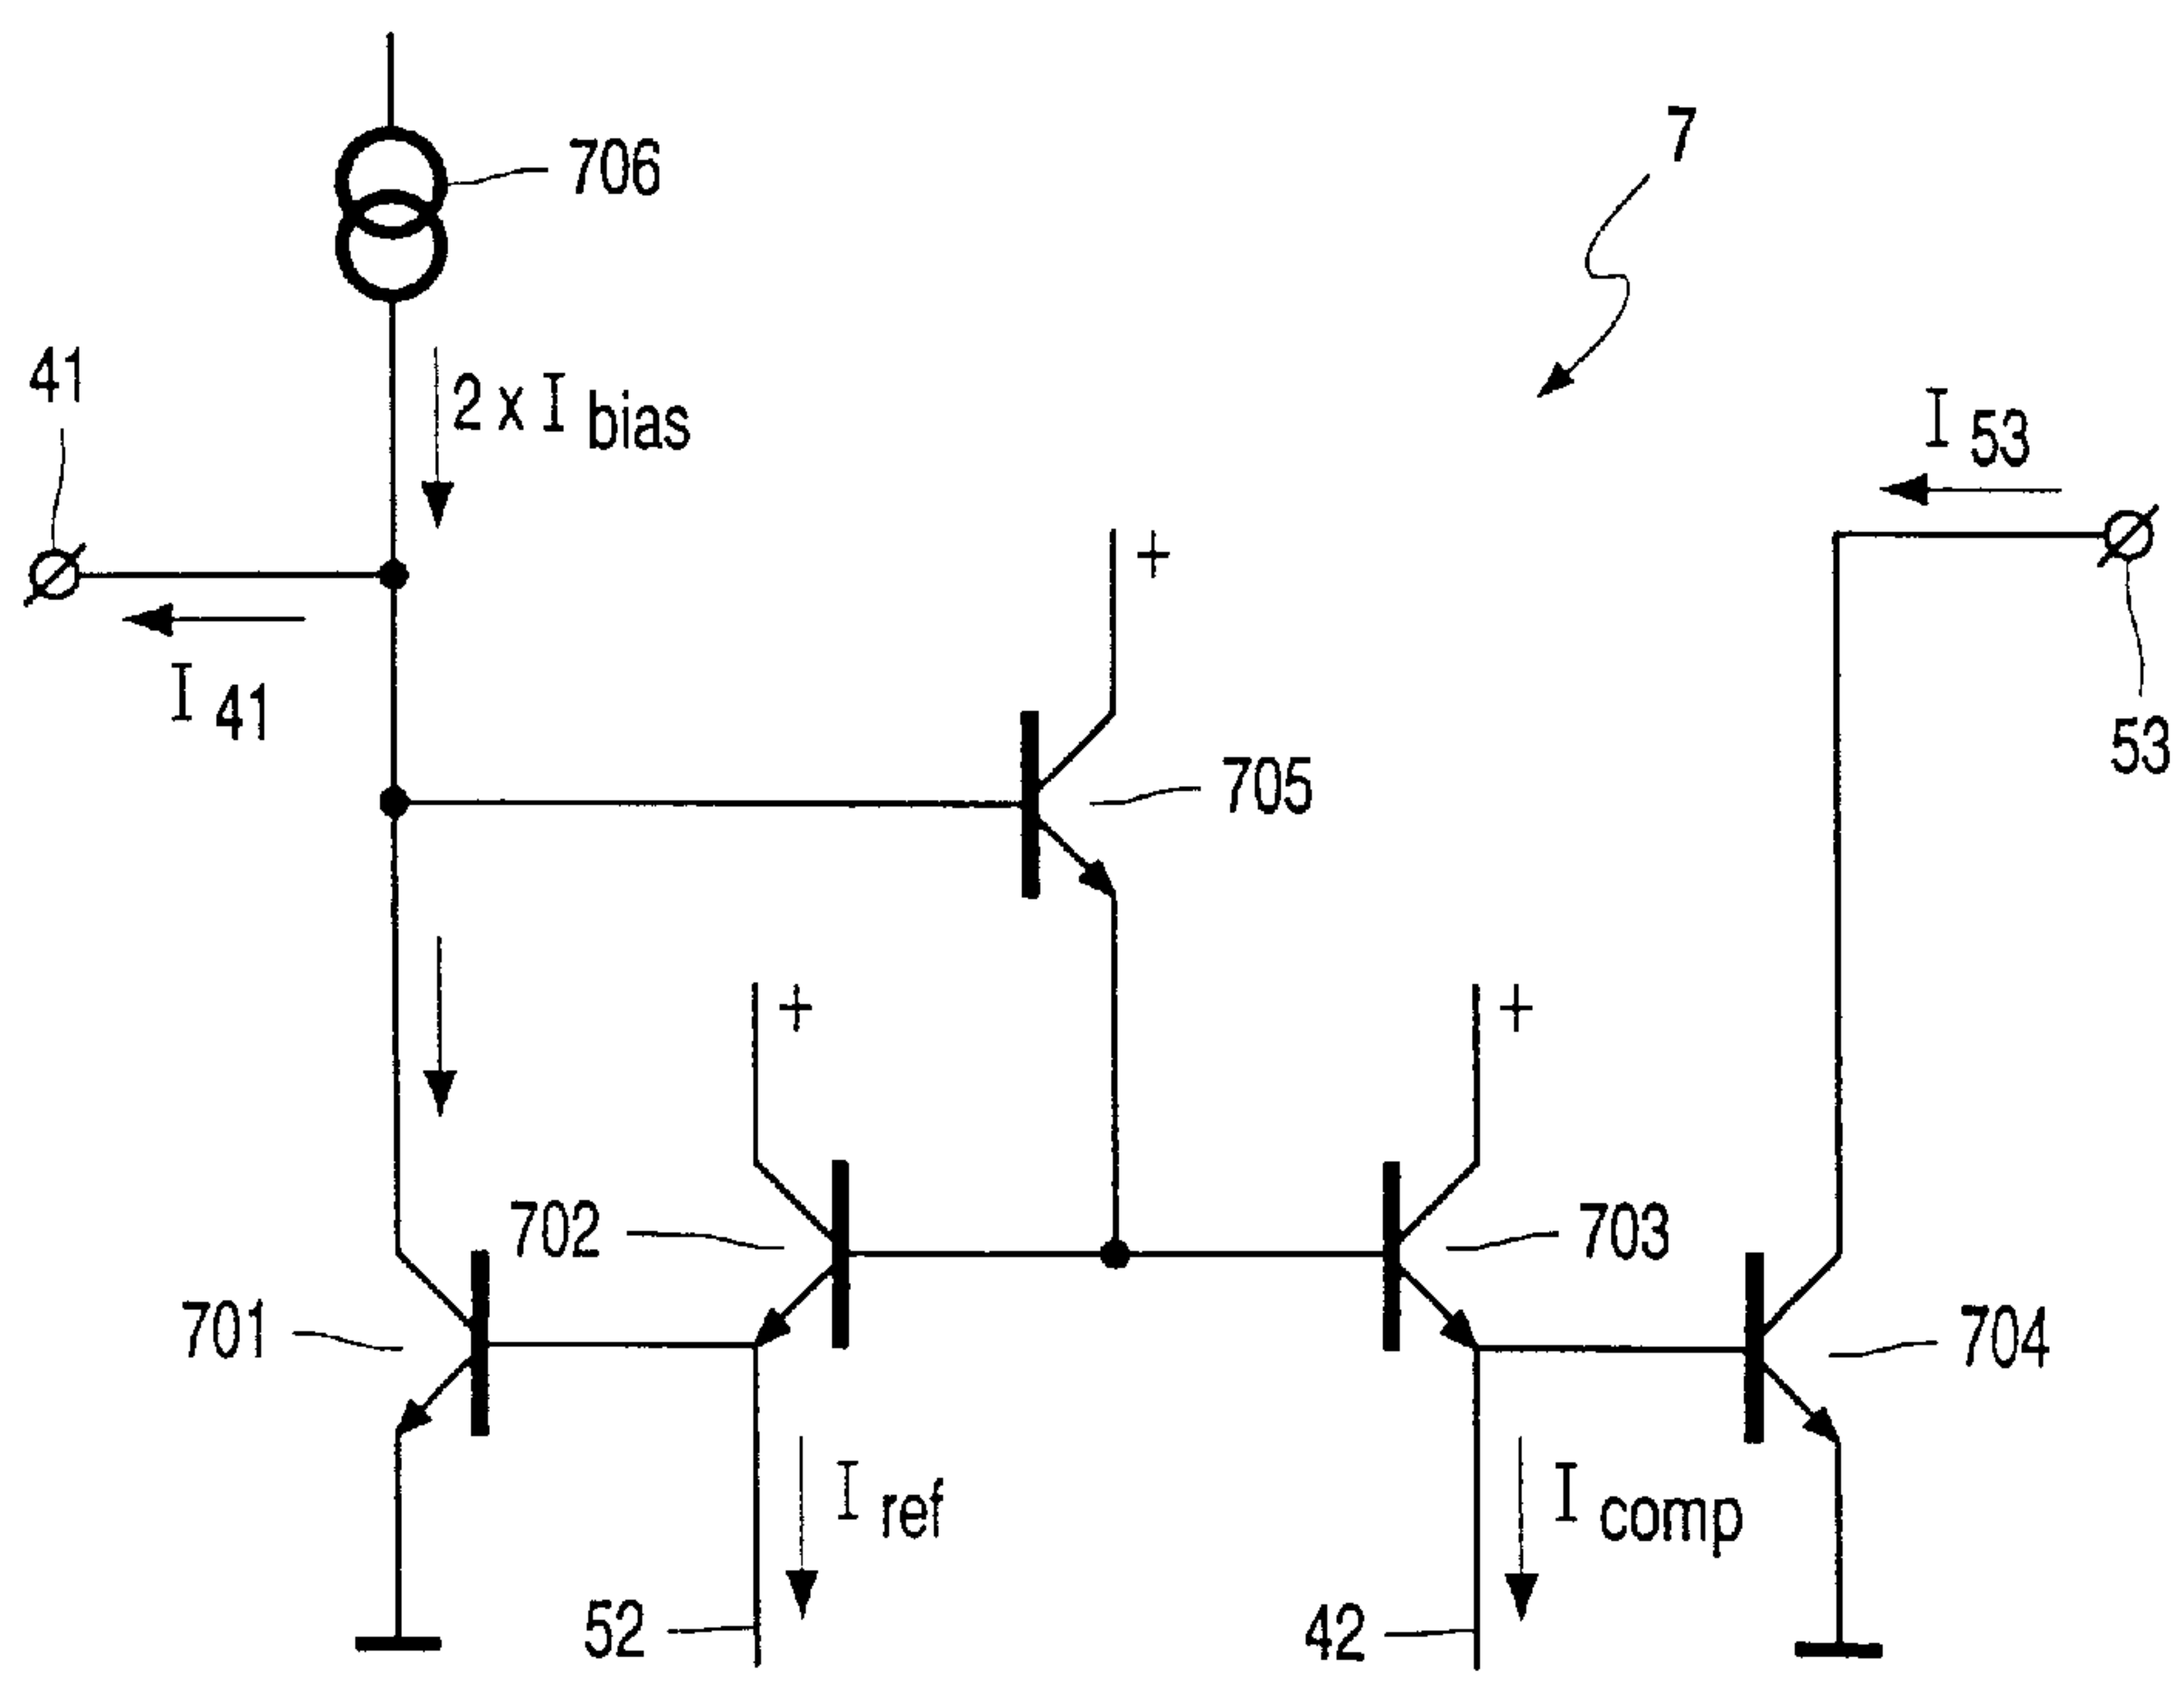 706
7
41
2 x I bias
I 53
+
I 41
53
705
+
+
702
703
701
704
I ref
I comp
52
42